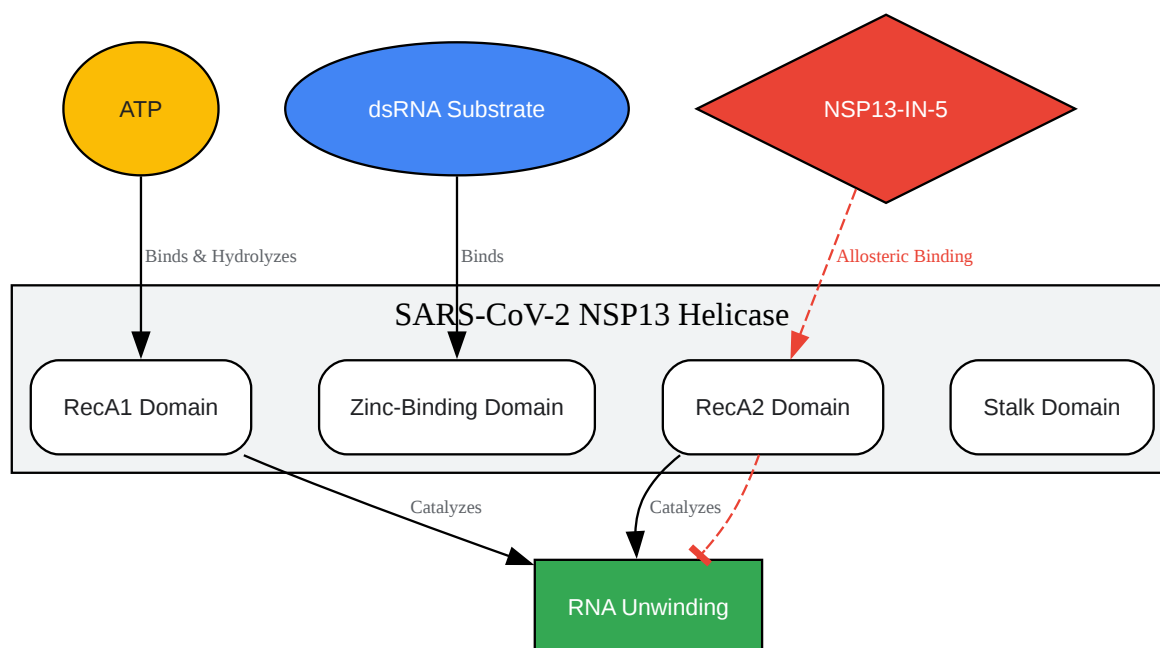 ATP
dsRNA Substrate
NSP13-IN-5
Binds & Hydrolyzes
Binds
Allosteric Binding
SARS-CoV-2 NSP13 Helicase
RecA1 Domain
Zinc-Binding Domain
RecA2 Domain
Stalk Domain
Catalyzes
Catalyzes
RNA Unwinding